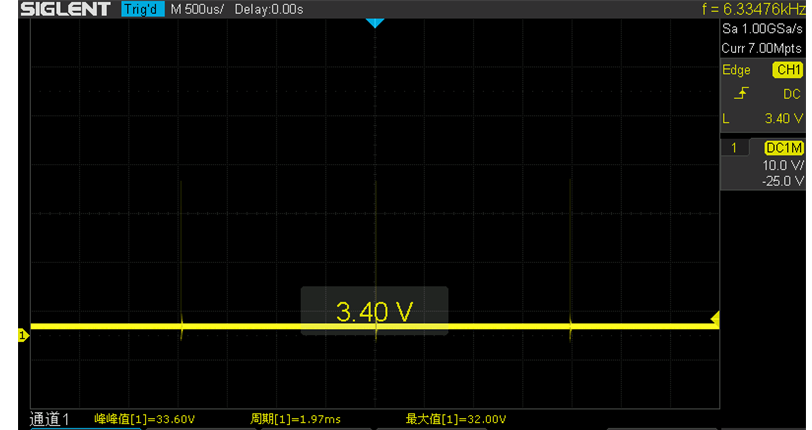 SIGLENT Trig'd M 500us/ Delay:0.00s f = 6.33476kHz
Sa 1.00GSa/s
Curr 7.00Mpts
Edge CH1
DC
L 3.40 V
1 DC1M
10.0 V/
-25.0 V
3.40 V
1
通道1 峰峰值[1]=33.60V 周期[1]=1.97ms 最大值[1]=32.00V